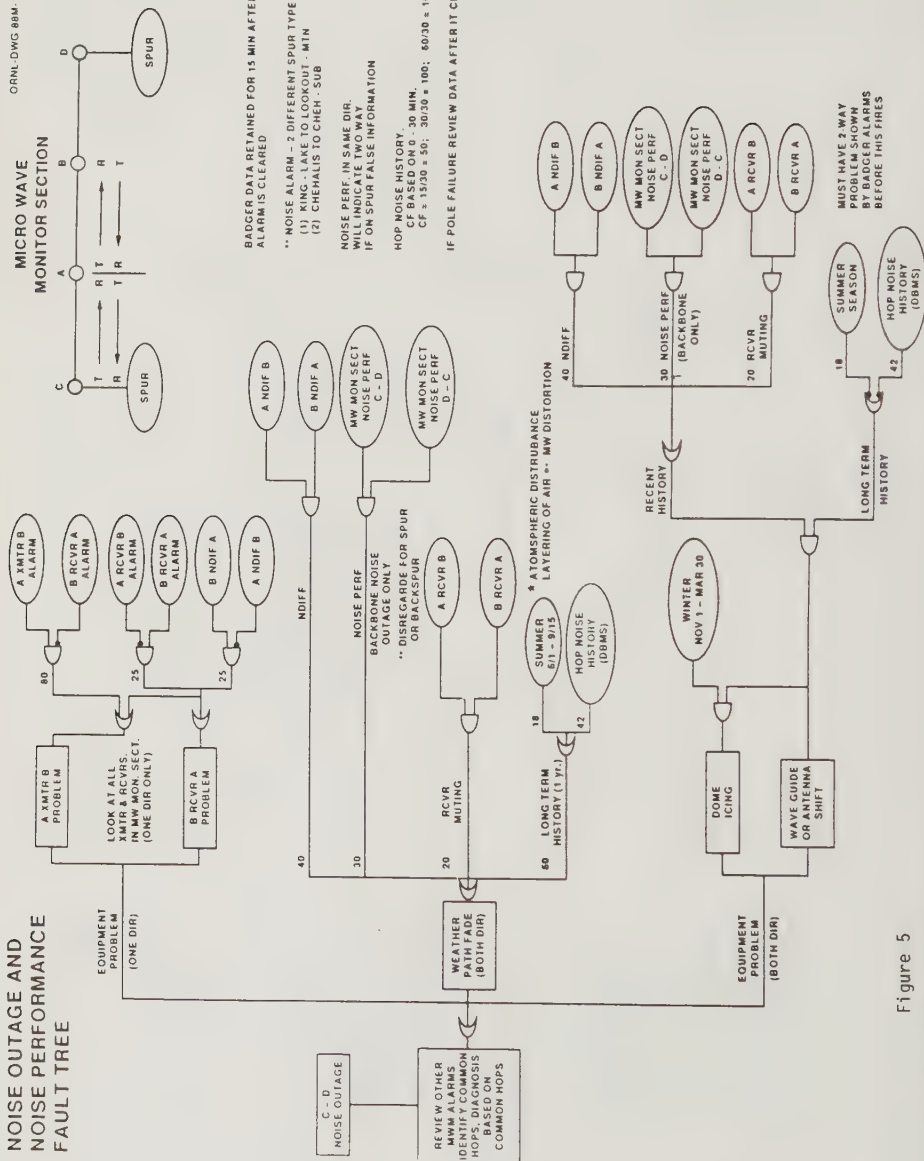 NOISE OUTAGE AND
NOISE PERFORMANCE
FAULT TREE
ORNL-DWG 88M-
MICRO WAVE
MONITOR SECTION
C
A
B
D
T
R
T
R
R
T
R
T
SPUR
SPUR
C - D
NOISE OUTAGE
REVIEW OTHER
MWM ALARMS
IDENTIFY COMMON
HOPS, DIAGNOSIS
BASED ON
COMMON HOPS
EQUIPMENT
PROBLEM
(ONE DIR)
A XMTR B
PROBLEM
LOOK AT ALL
XMTR & RCVRS.
IN MW MON. SECT.
(ONE DIR ONLY)
B RCVR A
PROBLEM
80
25
25
A XMTR B
ALARM
B RCVR A
ALARM
A RCVR B
ALARM
B RCVR A
ALARM
B NDIF A
A NDIF B
WEATHER
PATH FADE
(BOTH DIR)
40
NDIFF
A NDIF B
B NDIF A
30
NOISE PERF
BACKBONE NOISE
OUTAGE ONLY
** DISREGARDE FOR SPUR
OR BACKSPUR
MW MON SECT
NOISE PERF
C - D
MW MON SECT
NOISE PERF
D - C
20
RCVR
MUTING
A RCVR B
B RCVR A
60
LONG TERM
HISTORY (1 yr.)
18
42
SUMMER
6/1 - 9/15
HOP NOISE
HISTORY
(DBMS)
* ATOMSPHERIC DISTRUBANCE
LAYERING OF AIR =- MW DISTORTION
EQUIPMENT
PROBLEM
(BOTH DIR)
DOME
ICING
WAVE GUIDE
OR ANTENNA
SHIFT
WINTER
NOV 1 - MAR 30
RECENT
HISTORY
40 NDIFF
30 NOISE PERF
(BACKBONE
ONLY)
20 RCVR
MUTING
A NDIF B
B NDIF A
MW MON SECT
NOISE PERF
C - D
MW MON SECT
NOISE PERF
D - C
A RCVR B
B RCVR A
LONG TERM
HISTORY
18
42
SUMMER
SEASON
HOP NOISE
HISTORY
(DBMS)
MUST HAVE 2-WAY
PROBLEM SHOWN
BY BADGER ALARMS
BEFORE THIS FIRES
BADGER DATA RETAINED FOR 15 MIN AFTER
ALARM IS CLEARED
** NOISE ALARM - 2 DIFFERENT SPUR TYPE
(1) KING - LAKE TO LOOKOUT - MTN
(2) CHEHALIS TO CHEH - SUB
NOISE PERF. IN SAME DIR.
WILL INDICATE TWO WAY
IF ON SPUR FALSE INFORMATION
HOP NOISE HISTORY.
CF BASED ON 0 - 30 MIN.
CF = 15/30 = 50; 30/30 = 100; 60/30 = 1
IF POLE FAILURE REVIEW DATA AFTER IT C
Figure 5